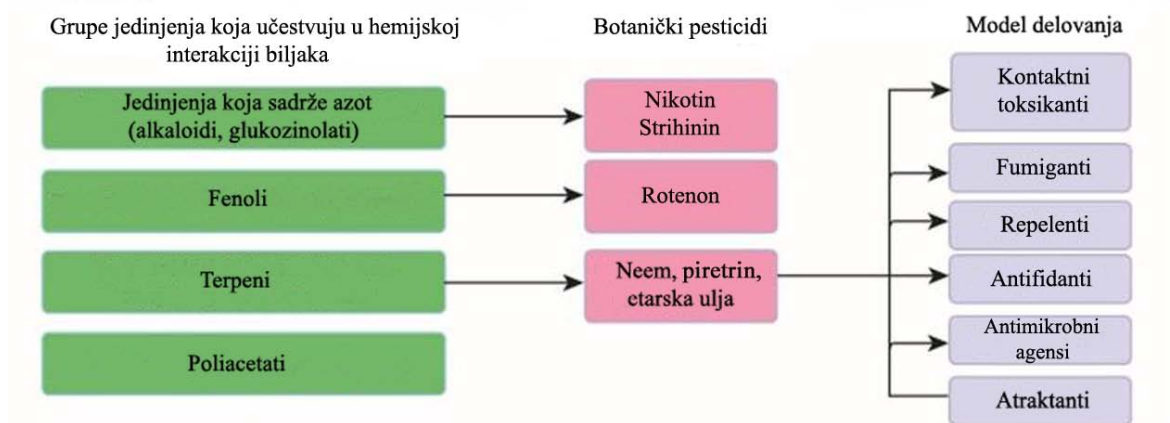 Grupe jedinjenja koja učestvuju u hemijskoj
interakciji biljaka
Jedinjenja koja sadrže azot
(alkaloidi, glukozinolati)
Fenoli
Terpeni
Poliacetati
Botanički pesticidi
Nikotin
Strihinin
Rotenon
Neem, piretrin,
etarska ulja
Model delovanja
Kontaktni
toksikanti
Fumiganti
Repelenti
Antifidanti
Antimikrobni
agensi
Atraktanti